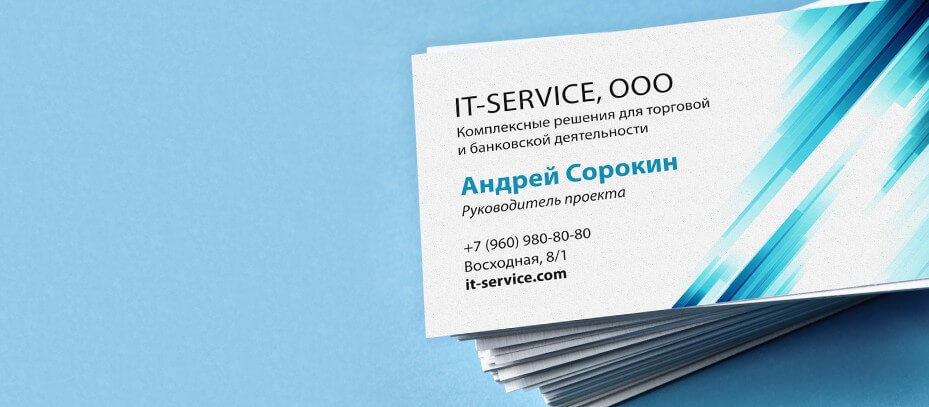 IT-SERVICE, ООО
Комплексные решения для торговой
и банковской деятельности
Андрей Сорокин
Руководитель проекта
+7 (960) 980-80-80
Восходная, 8/1
it-service.com